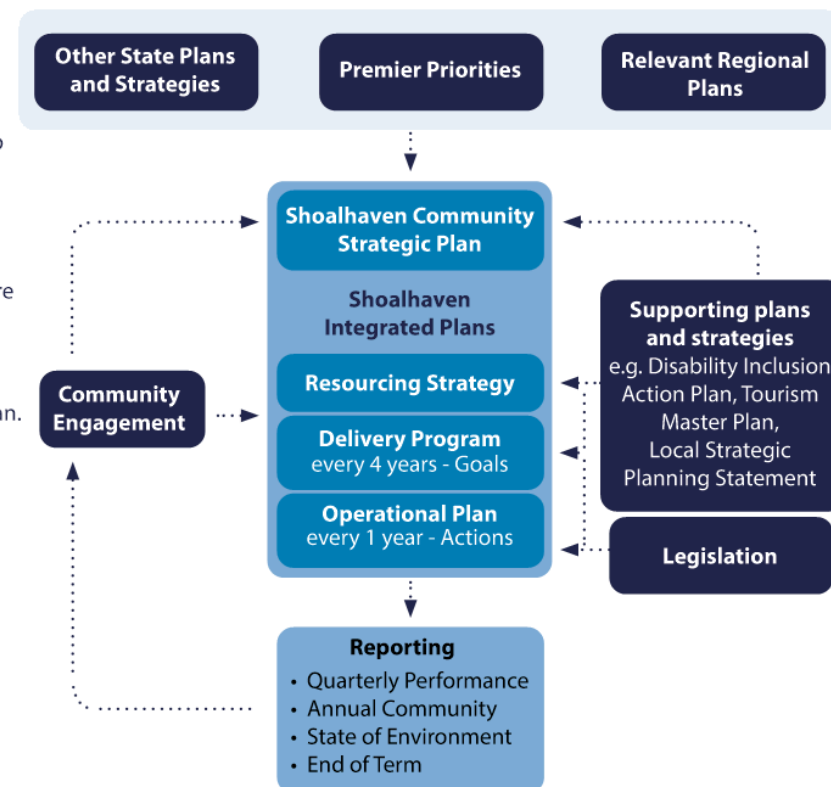 Other State Plans
and Strategies
Premier Priorities
Relevant Regional
Plans
Shoalhaven Community
Strategic Plan
Shoalhaven
Integrated Plans
Resourcing Strategy
Delivery Program
every 4 years - Goals
Operational Plan
every 1 year - Actions
Community
Engagement
Supporting plans
and strategies
e.g. Disability Inclusion
Action Plan, Tourism
Master Plan,
Local Strategic
Planning Statement
Legislation
Reporting
• Quarterly Performance
• Annual Community
• State of Environment
• End of Term